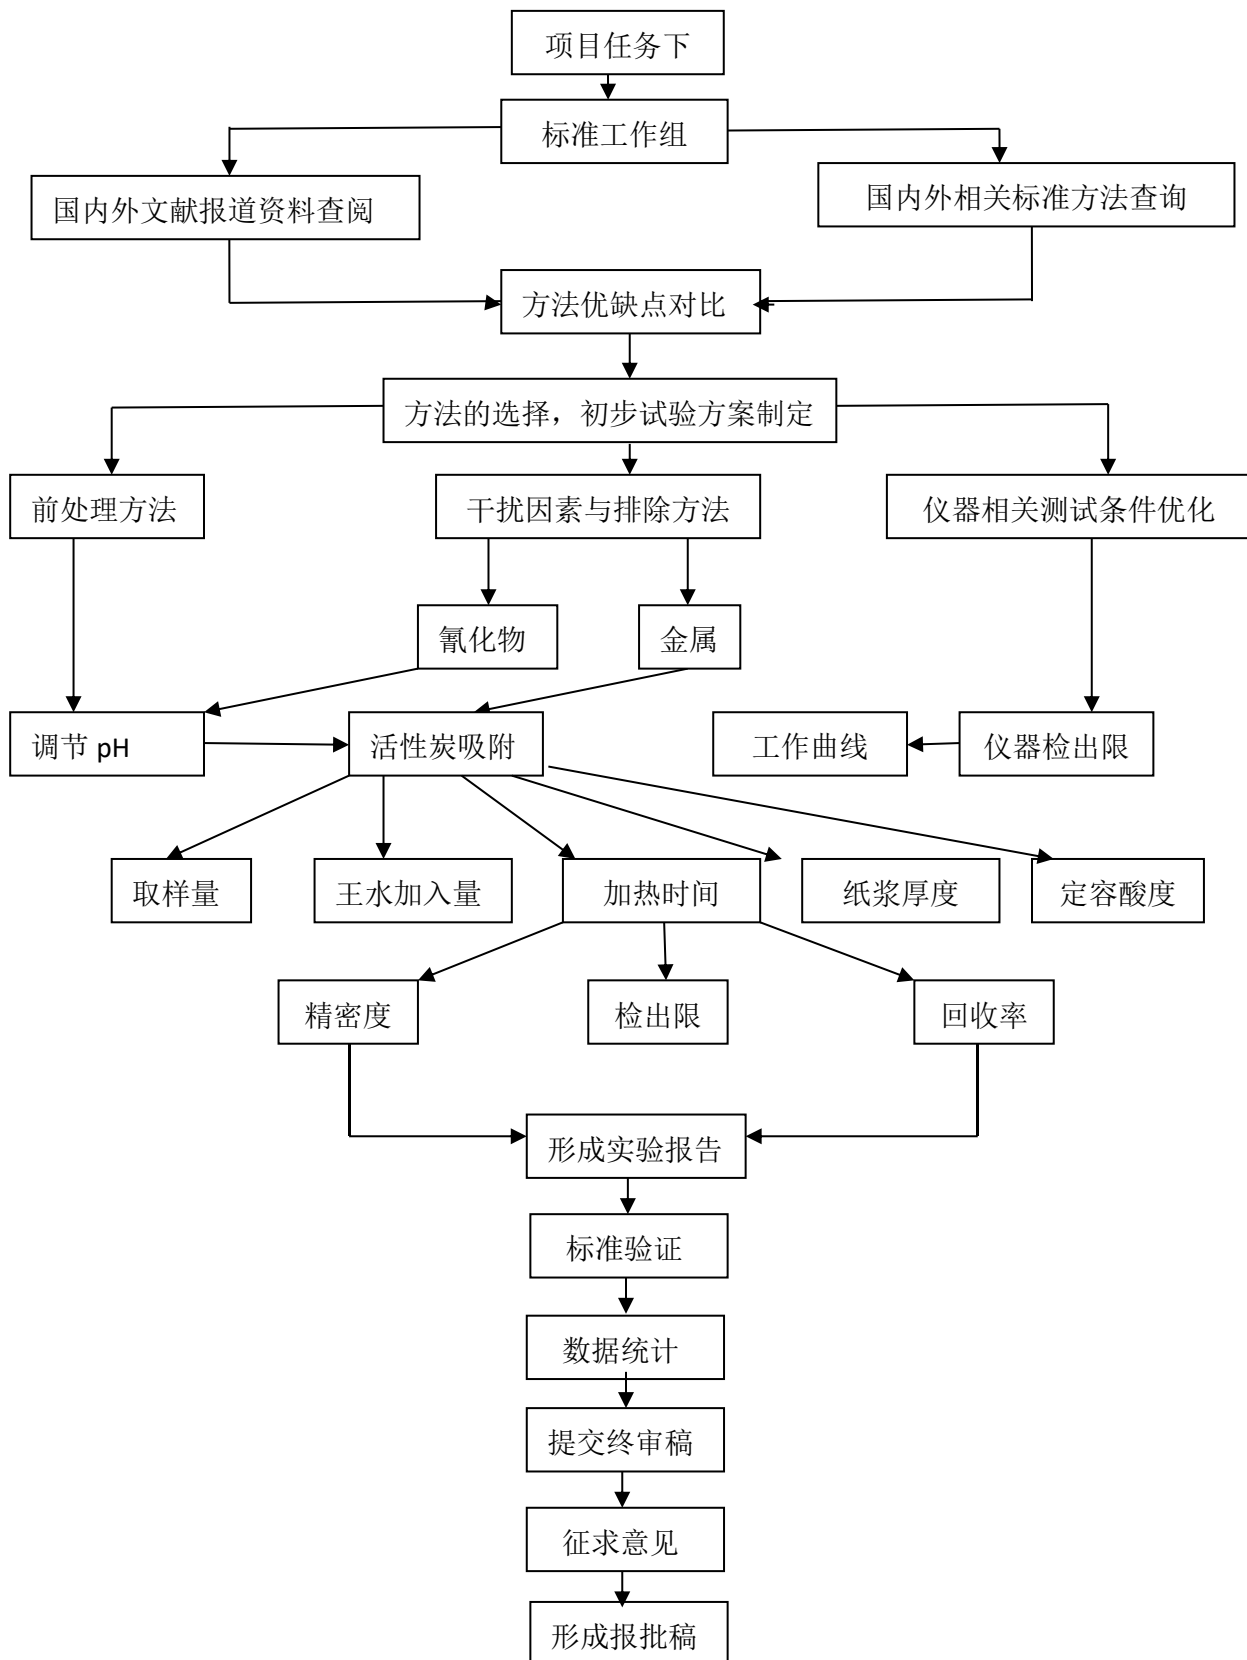 项目任务下
标准工作组
国内外文献报道资料查阅
国内外相关标准方法查询
方法优缺点对比
方法的选择，初步试验方案制定
前处理方法
干扰因素与排除方法
仪器相关测试条件优化
氰化物
金属
调节 pH
活性炭吸附
工作曲线
仪器检出限
取样量
王水加入量
加热时间
纸浆厚度
定容酸度
精密度
检出限
回收率
形成实验报告
标准验证
数据统计
提交终审稿
征求意见
形成报批稿